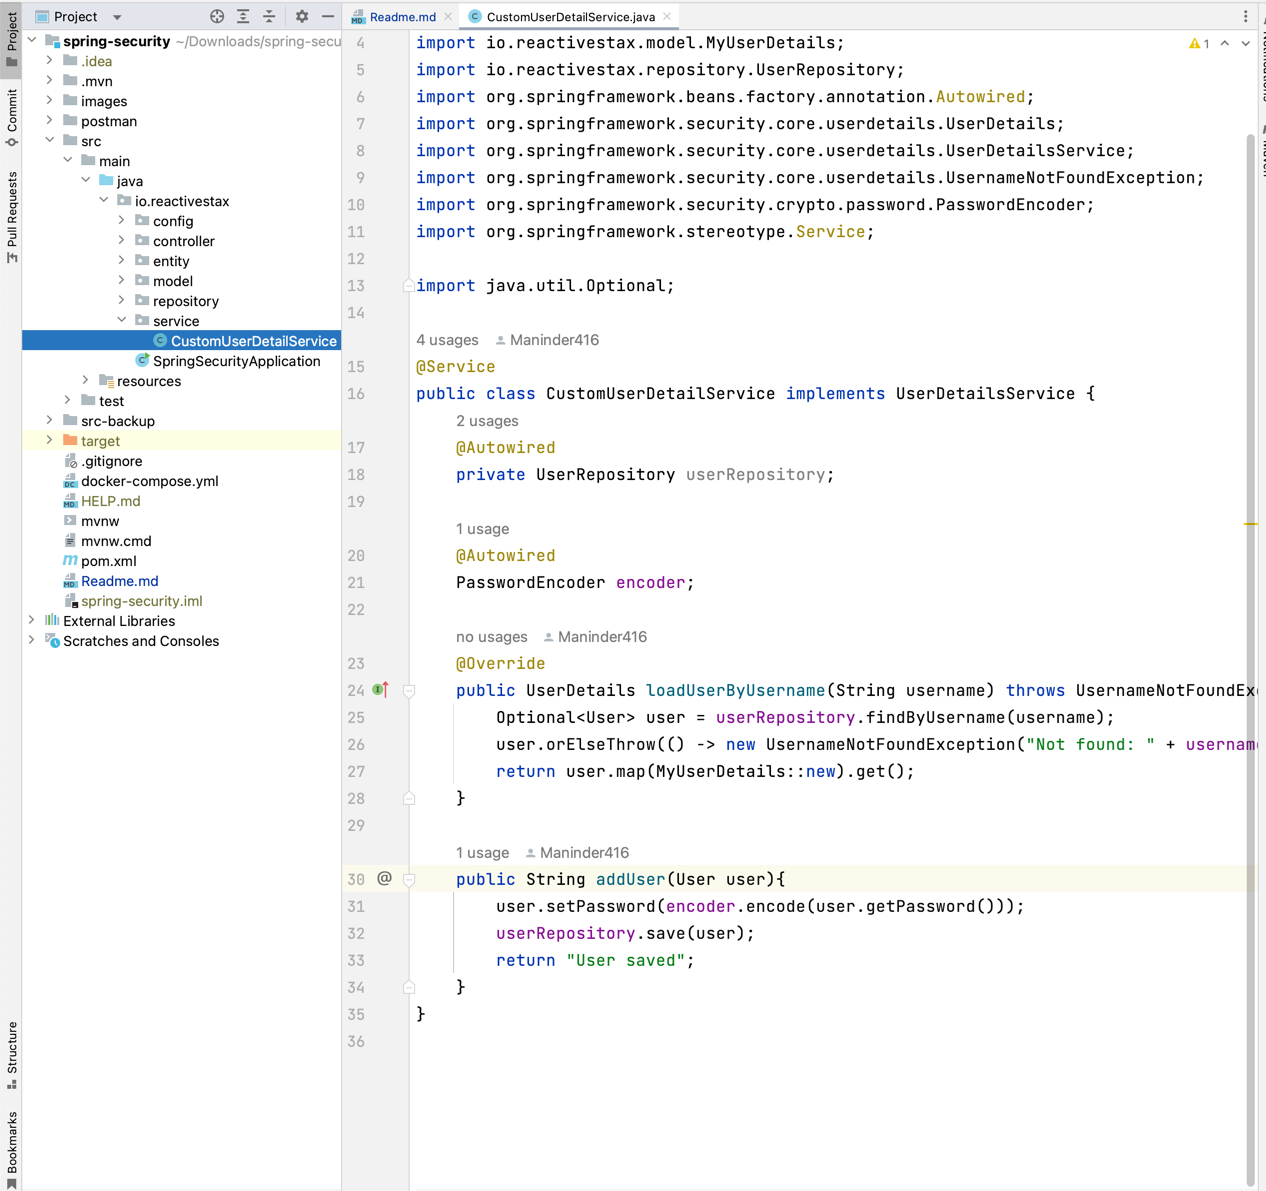 Project
Readme.md
CustomUserDetailService.java
Project
Commit
Pull Requests
Structure
Bookmarks
spring-security ~/Downloads/spring-secu
.idea
.mvn
images
postman
src
main
java
io.reactivestax
config
controller
entity
model
repository
service
CustomUserDetailService
SpringSecurityApplication
resources
test
src-backup
target
.gitignore
docker-compose.yml
HELP.md
mvnw
mvnw.cmd
pom.xml
Readme.md
spring-security.iml
External Libraries
Scratches and Consoles
1
4 import io.reactivestax.model.MyUserDetails;
5 import io.reactivestax.repository.UserRepository;
6 import org.springframework.beans.factory.annotation.Autowired;
7 import org.springframework.security.core.userdetails.UserDetails;
8 import org.springframework.security.core.userdetails.UserDetailsService;
9 import org.springframework.security.core.userdetails.UsernameNotFoundException;
10 import org.springframework.security.crypto.password.PasswordEncoder;
11 import org.springframework.stereotype.Service;
12
13 import java.util.Optional;
14
4 usages Maninder416
15 @Service
16 public class CustomUserDetailService implements UserDetailsService {
2 usages
17 @Autowired
18 private UserRepository userRepository;
19
1 usage
20 @Autowired
21 PasswordEncoder encoder;
22
no usages Maninder416
23 @Override
24 public UserDetails loadUserByUsername(String username) throws UsernameNotFoundExc
25 Optional<User> user = userRepository.findByUsername(username);
26 user.orElseThrow(() -> new UsernameNotFoundException("Not found: " + usernam
27 return user.map(MyUserDetails::new).get();
28 }
29
1 usage Maninder416
30 @ public String addUser(User user){
31 user.setPassword(encoder.encode(user.getPassword()));
32 userRepository.save(user);
33 return "User saved";
34 }
35 }
36